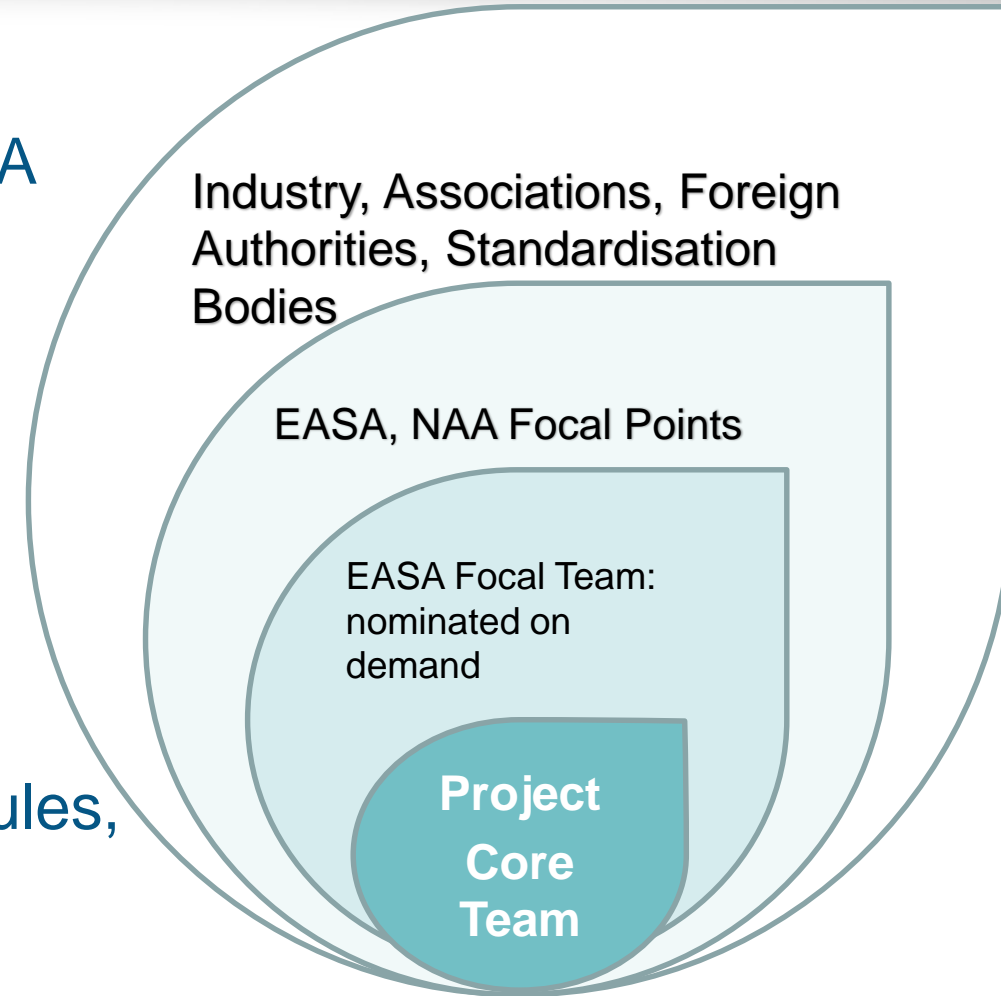 Industry, Associations, Foreign
Authorities, Standardisation
Bodies
EASA, NAA Focal Points
EASA Focal Team:
nominated on
demand
Project
Core
Team